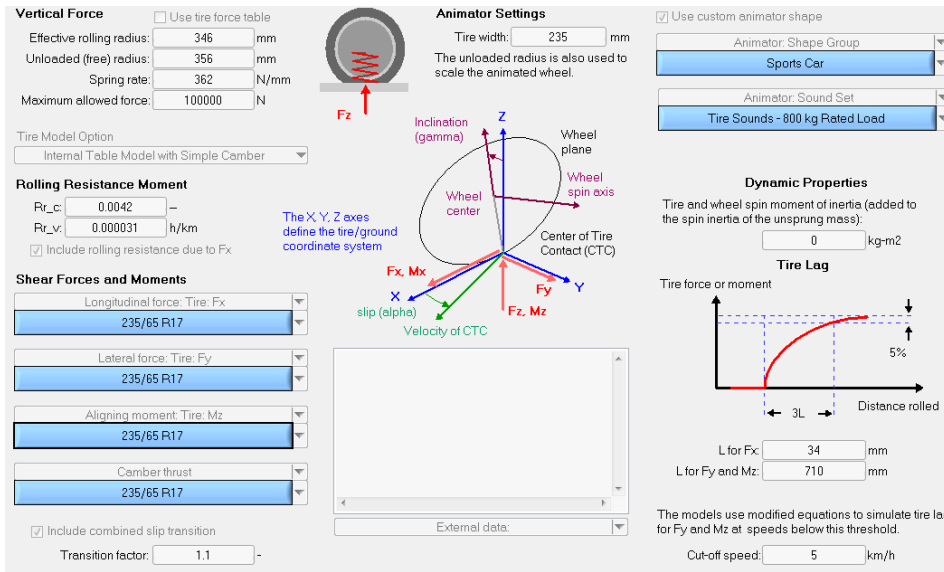 Vertical Force
Use tire force table
Effective rolling radius: 346 mm
Unloaded (free) radius: 356 mm
Spring rate: 362 N/mm
Maximum allowed force: 100000 N
Fz
Tire Model Option
Internal Table Model with Simple Camber
Rolling Resistance Moment
Rr_c: 0.0042 –
Rr_v: 0.000031 h/km
Include rolling resistance due to Fx
Shear Forces and Moments
Longitudinal force: Tire: Fx
235/65 R17
Lateral force: Tire: Fy
235/65 R17
Aligning moment: Tire: Mz
235/65 R17
Camber thrust
235/65 R17
Include combined slip transition
Transition factor: 1.1 -
Animator Settings
Tire width: 235 mm
The unloaded radius is also used to
scale the animated wheel.
Inclination
(gamma)
Z
Wheel
plane
Wheel
spin axis
Wheel
center
The X, Y, Z axes
define the tire/ground
coordinate system
Center of Tire
Contact (CTC)
Fx, Mx
Fy
X
Y
Fz, Mz
slip (alpha)
Velocity of CTC
External data:
Use custom animator shape
Animator: Shape Group
Sports Car
Animator: Sound Set
Tire Sounds - 800 kg Rated Load
Dynamic Properties
Tire and wheel spin moment of inertia (added to
the spin inertia of the unsprung mass):
0 kg-m2
Tire Lag
Tire force or moment
5%
3L
Distance rolled
L for Fx: 34 mm
L for Fy and Mz: 710 mm
The models use modified equations to simulate tire la
for Fy and Mz at speeds below this threshold.
Cut-off speed: 5 km/h